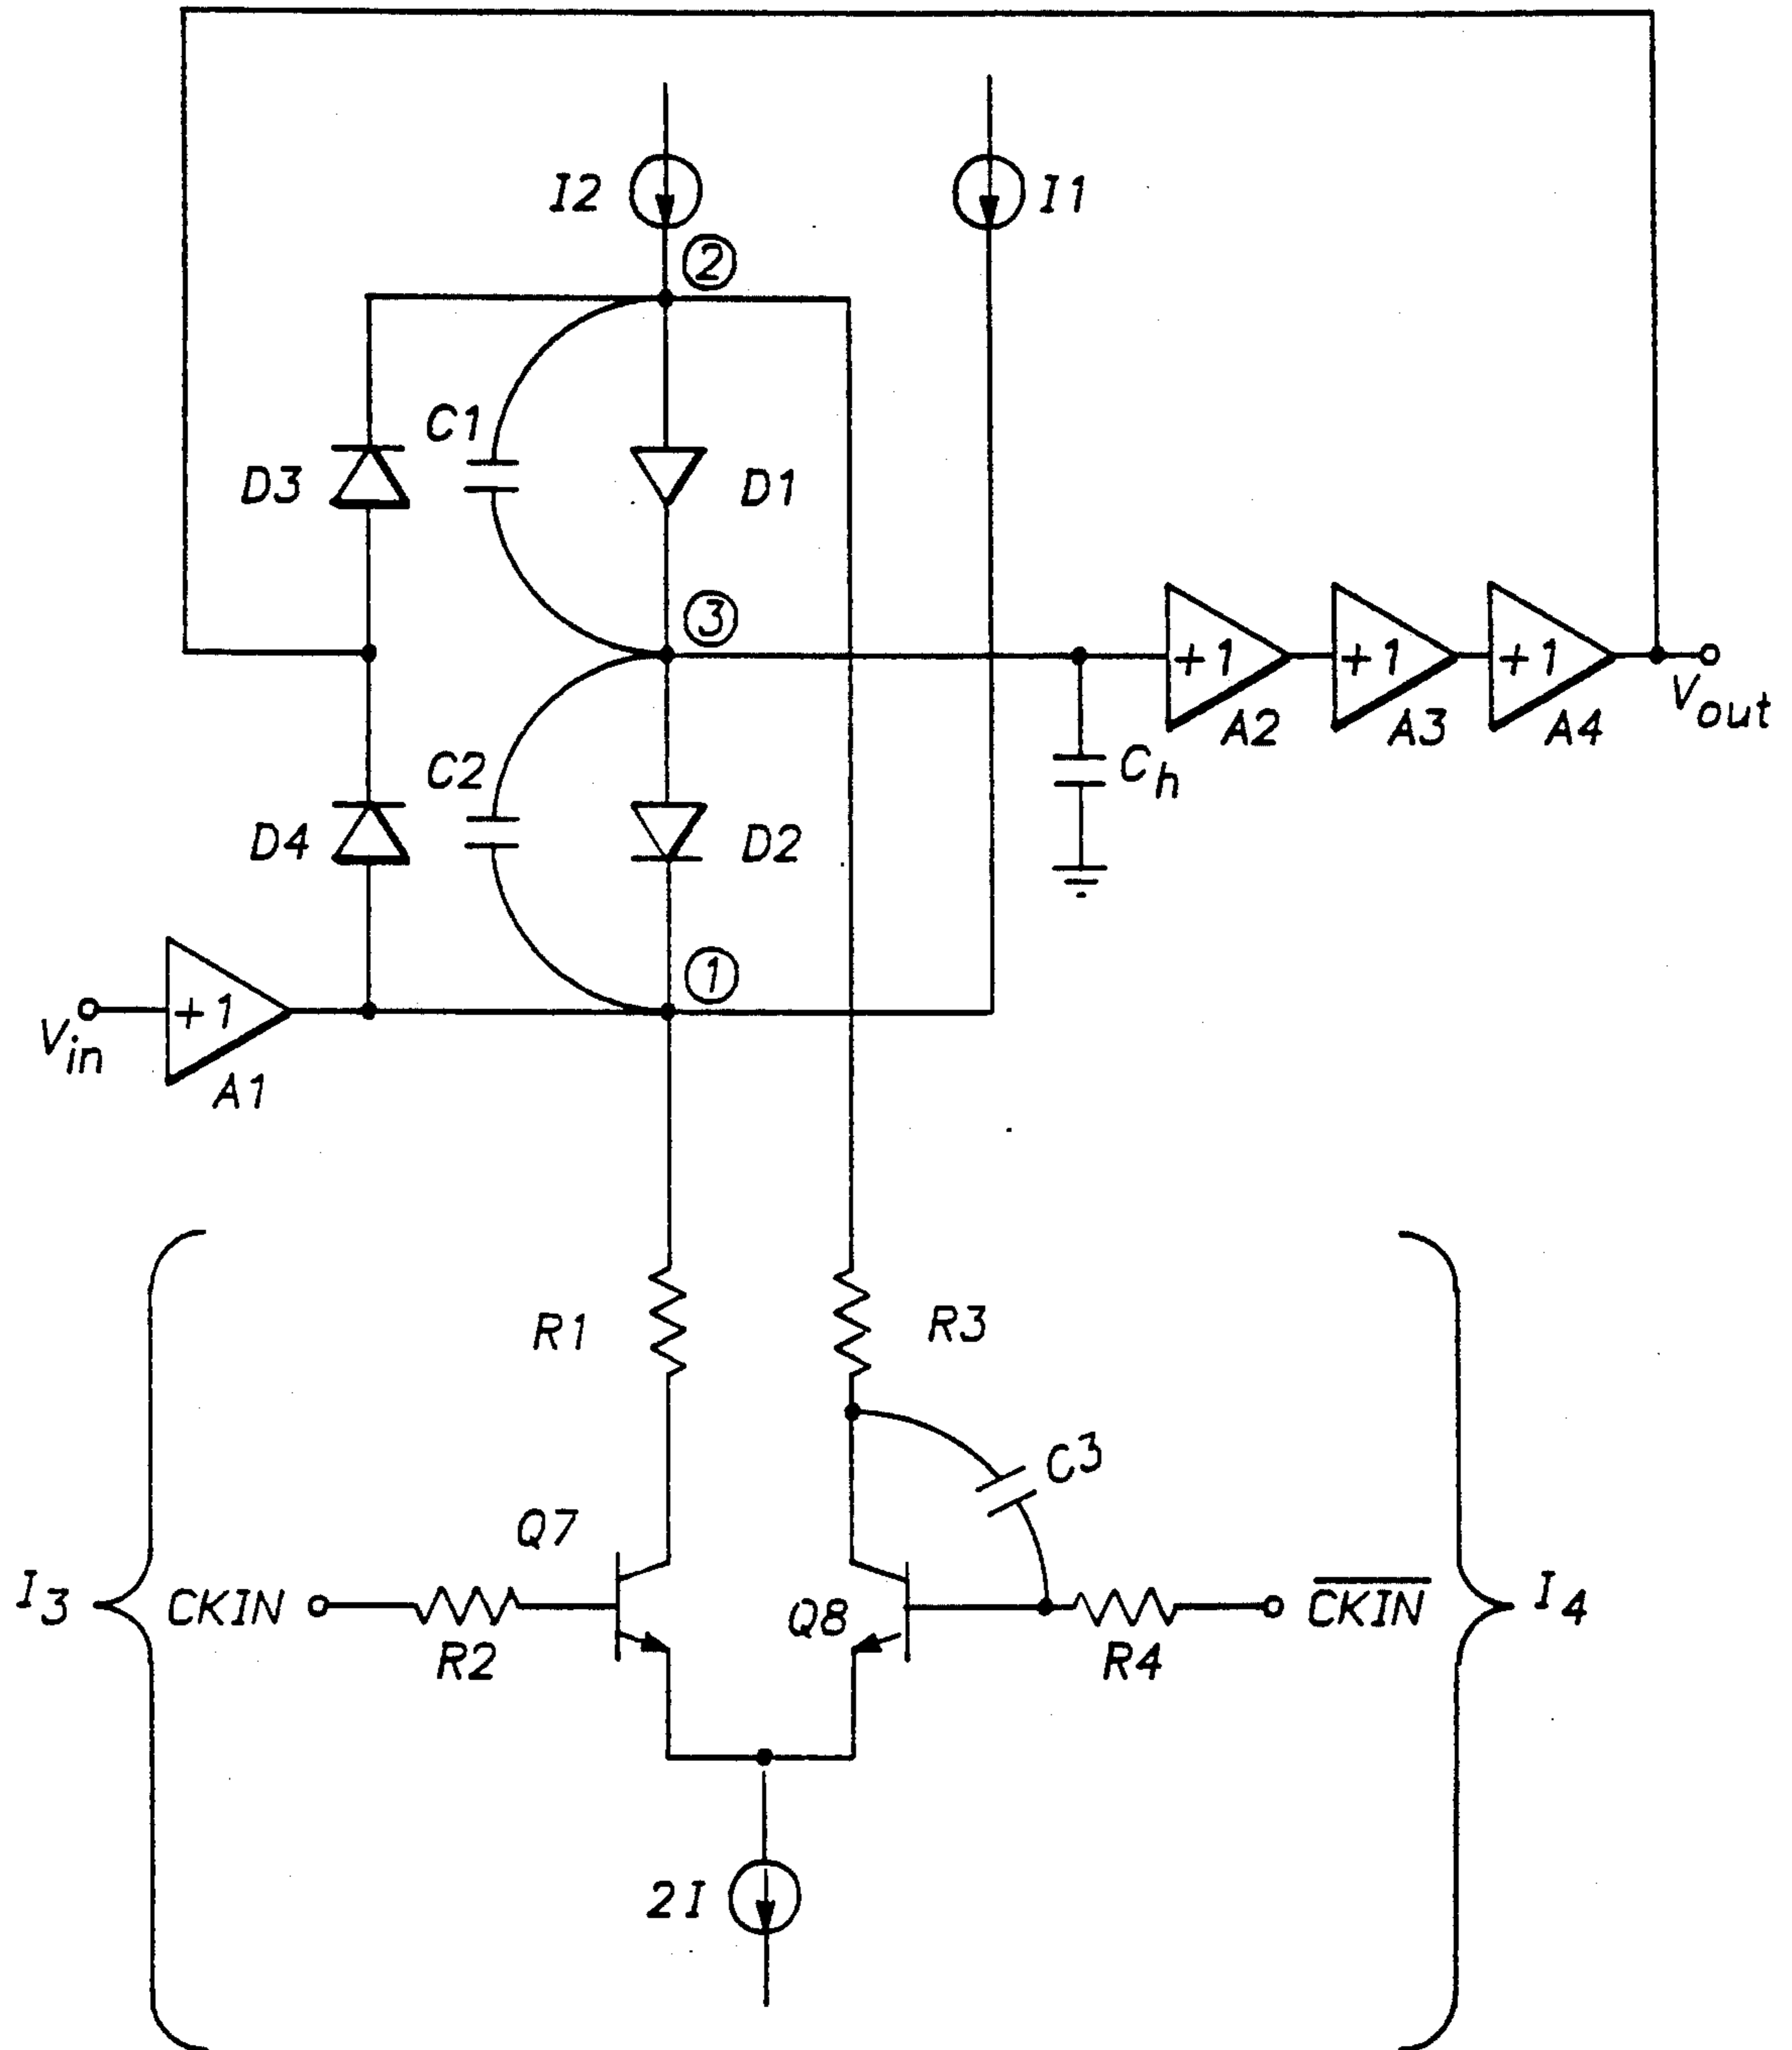 I2
I1
②
C1
D3
D1
③
+1
+1
+1
Vout
A2
A3
A4
C2
Ch
D4
D2
①
Vin
+1
A1
R1
R3
C3
Q7
I3
CKIN
R2
Q8
R4
C̅K̅I̅N̅
I4
2I